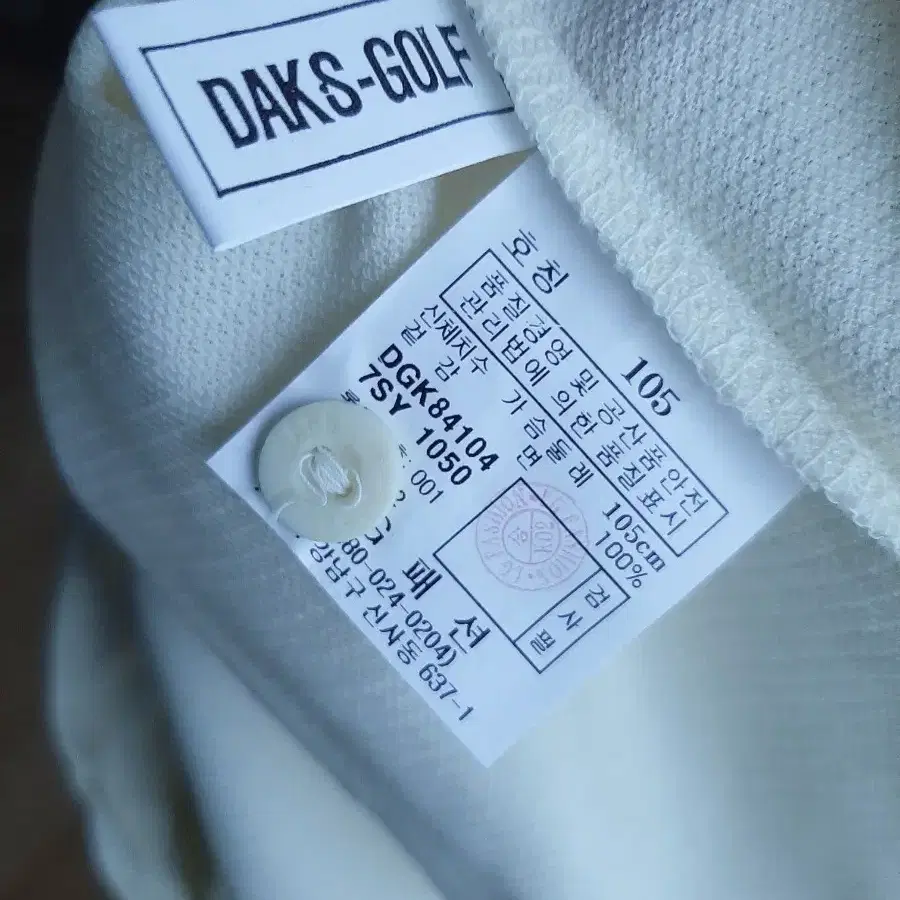 DAKS-GOLF
호칭 105
품질경영 및 공산품안전
관리법에 의한 품질표시
신체치수 가슴둘레 105cm
겉감 면 100%
DGK84104
7SY 1050
: 001
검사필
패션
80-024-0204)
강남구 신사동 637-1